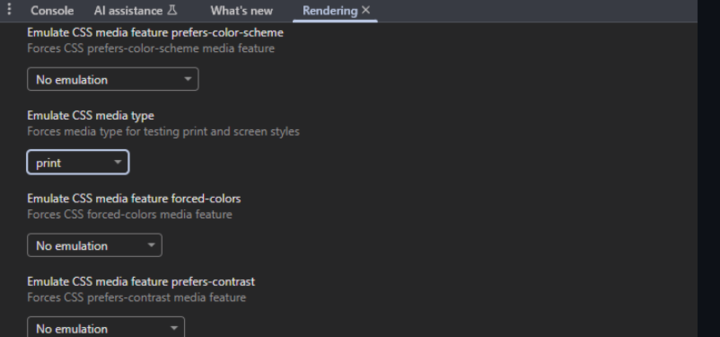 Console AI assistance What's new Rendering
Emulate CSS media feature prefers-color-scheme
Forces CSS prefers-color-scheme media feature
No emulation
Emulate CSS media type
Forces media type for testing print and screen styles
print
Emulate CSS media feature forced-colors
Forces CSS forced-colors media feature
No emulation
Emulate CSS media feature prefers-contrast
Forces CSS prefers-contrast media feature
No emulation